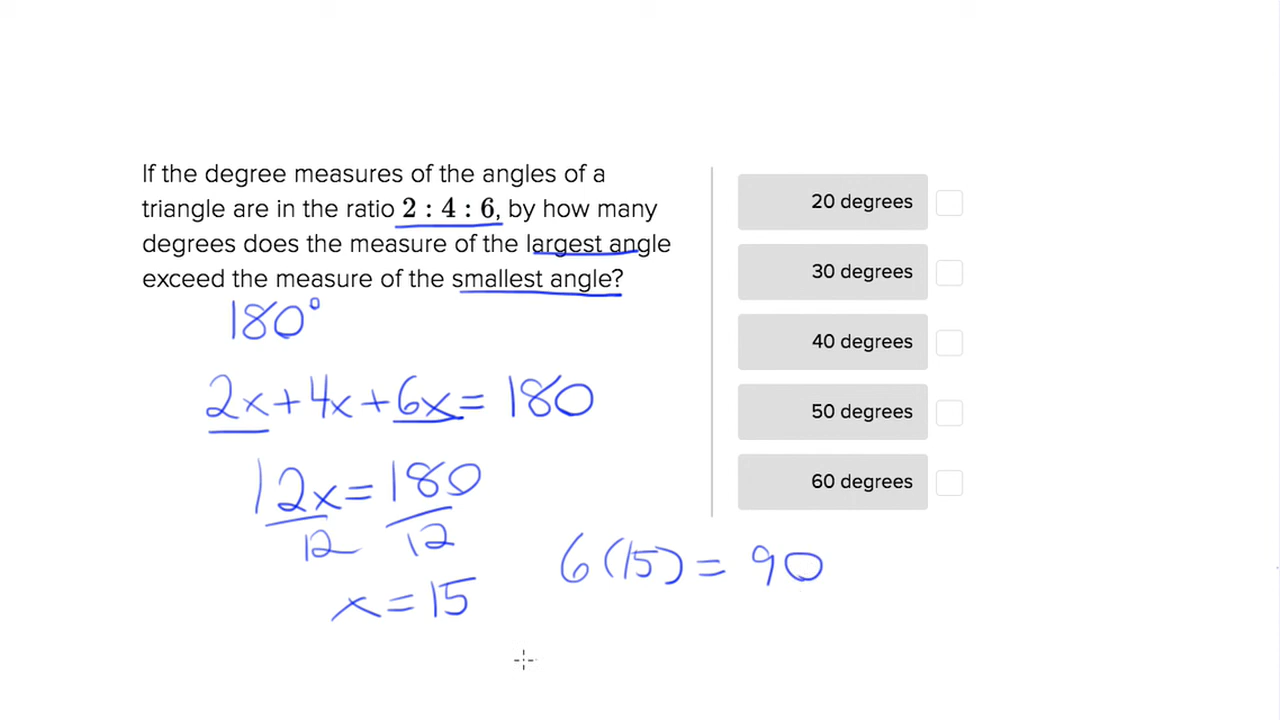 If the degree measures of the angles of a
triangle are in the ratio 2 : 4 : 6, by how many
degrees does the measure of the largest angle
exceed the measure of the smallest angle?
180°
2x+4x+6x=180
12x=180
12 12
x=15
6(15)=90
20 degrees
30 degrees
40 degrees
50 degrees
60 degrees